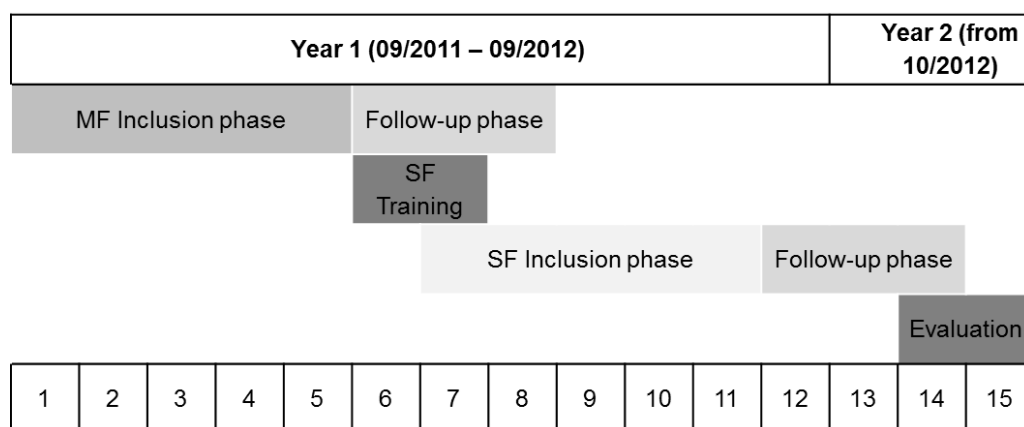 Year 1 (09/2011 – 09/2012)
Year 2 (from
10/2012)
MF Inclusion phase
Follow-up phase
SF
Training
SF Inclusion phase
Follow-up phase
Evaluation
1 2 3 4 5 6 7 8 9 10 11 12 13 14 15